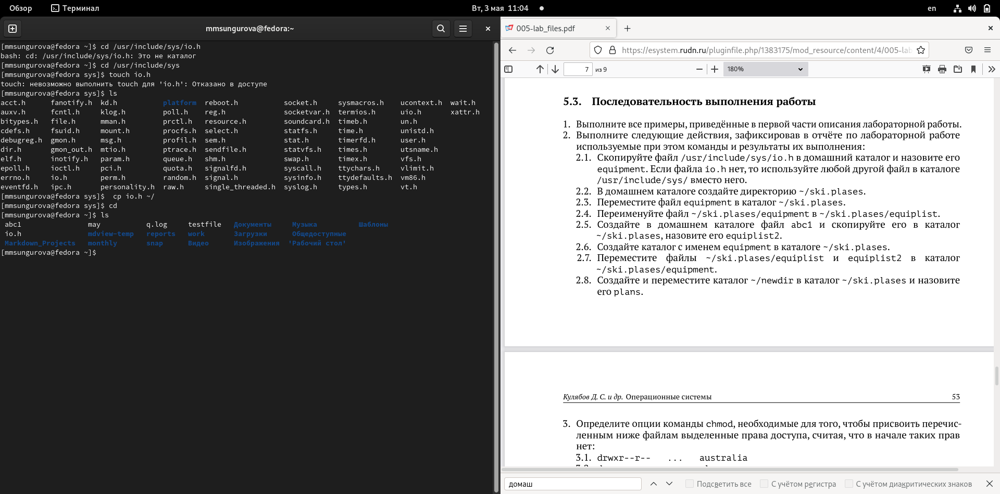 Обзор Терминал Вт, 3 мая 11:04 en
mmsungurova@fedora:~
[mmsungurova@fedora ~]$ cd /usr/include/sys/io.h
bash: cd: /usr/include/sys/io.h: Это не каталог
[mmsungurova@fedora ~]$ cd /usr/include/sys
[mmsungurova@fedora sys]$ touch io.h
touch: невозможно выполнить touch для 'io.h': Отказано в доступе
[mmsungurova@fedora sys]$ ls
acct.h fanotify.h kd.h platform reboot.h socket.h sysmacros.h ucontext.h wait.h
auxv.h fcntl.h klog.h poll.h reg.h socketvar.h termios.h uio.h xattr.h
bitypes.h file.h mman.h prctl.h resource.h soundcard.h timeb.h un.h
cdefs.h fsuid.h mount.h procfs.h select.h statfs.h time.h unistd.h
debugreg.h gmon.h msg.h profil.h sem.h stat.h timerfd.h user.h
dir.h gmon_out.h mtio.h ptrace.h sendfile.h statvfs.h times.h utsname.h
elf.h inotify.h param.h queue.h shm.h swap.h timex.h vfs.h
epoll.h ioctl.h pci.h quota.h signalfd.h syscall.h ttychars.h vlimit.h
errno.h io.h perm.h random.h signal.h sysinfo.h ttydefaults.h vm86.h
eventfd.h ipc.h personality.h raw.h single_threaded.h syslog.h types.h vt.h
[mmsungurova@fedora sys]$  cp io.h ~/
[mmsungurova@fedora sys]$ cd
[mmsungurova@fedora ~]$ ls
abc1 may q.log testfile Документы Музыка Шаблоны
io.h mdview-temp reports work Загрузки Общедоступные
Markdown_Projects monthly snap Видео Изображения 'Рабочий стол'
[mmsungurova@fedora ~]$
005-lab_files.pdf
https://esystem.rudn.ru/pluginfile.php/1383175/mod_resource/content/4/005-lab
7 из 9 180%
5.3. Последовательность выполнения работы
1. Выполните все примеры, приведённые в первой части описания лабораторной работы.
2. Выполните следующие действия, зафиксировав в отчёте по лабораторной работе
используемые при этом команды и результаты их выполнения:
2.1. Скопируйте файл /usr/include/sys/io.h в домашний каталог и назовите его
equipment. Если файла io.h нет, то используйте любой другой файл в каталоге
/usr/include/sys/ вместо него.
2.2. В домашнем каталоге создайте директорию ~/ski.plases.
2.3. Переместите файл equipment в каталог ~/ski.plases.
2.4. Переименуйте файл ~/ski.plases/equipment в ~/ski.plases/equiplist.
2.5. Создайте в домашнем каталоге файл abc1 и скопируйте его в каталог
~/ski.plases, назовите его equiplist2.
2.6. Создайте каталог с именем equipment в каталоге ~/ski.plases.
2.7. Переместите файлы ~/ski.plases/equiplist и equiplist2 в каталог
~/ski.plases/equipment.
2.8. Создайте и переместите каталог ~/newdir в каталог ~/ski.plases и назовите
его plans.
Кулябов Д. С. и др. Операционные системы 53
3. Определите опции команды chmod, необходимые для того, чтобы присвоить перечис-
ленным ниже файлам выделенные права доступа, считая, что в начале таких прав
нет:
3.1. drwxr--r-- ... australia
домаш Подсветить все С учётом регистра С учётом диакритических знаков